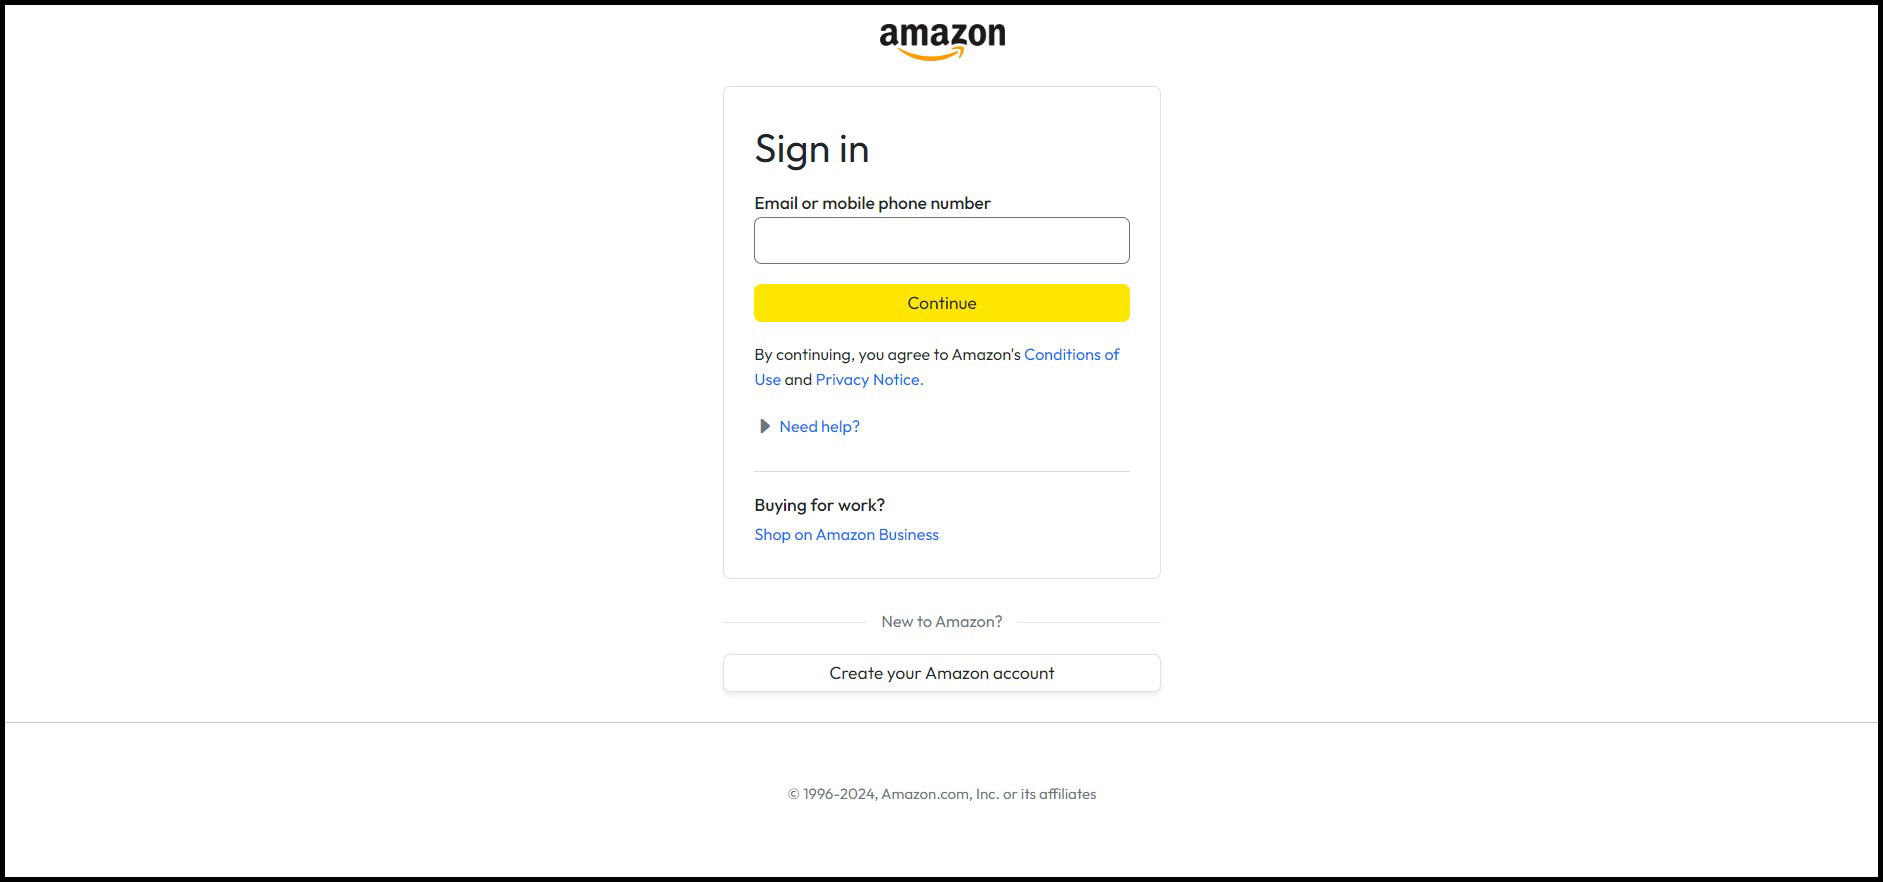 amazon
Sign in
Email or mobile phone number
Continue
By continuing, you agree to Amazon's Conditions of
Use and Privacy Notice.
Need help?
Buying for work?
Shop on Amazon Business
New to Amazon?
Create your Amazon account
© 1996-2024, Amazon.com, Inc. or its affiliates